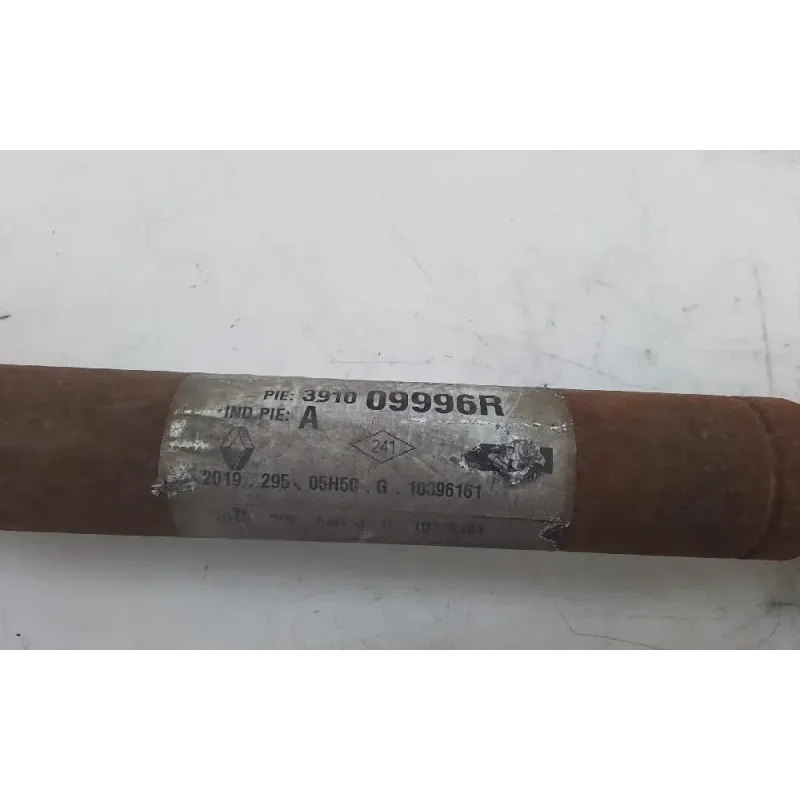 PIE: 3910 09996R
IND PIE: A
241
2019 . 295 . 05H50 . G . 10396161